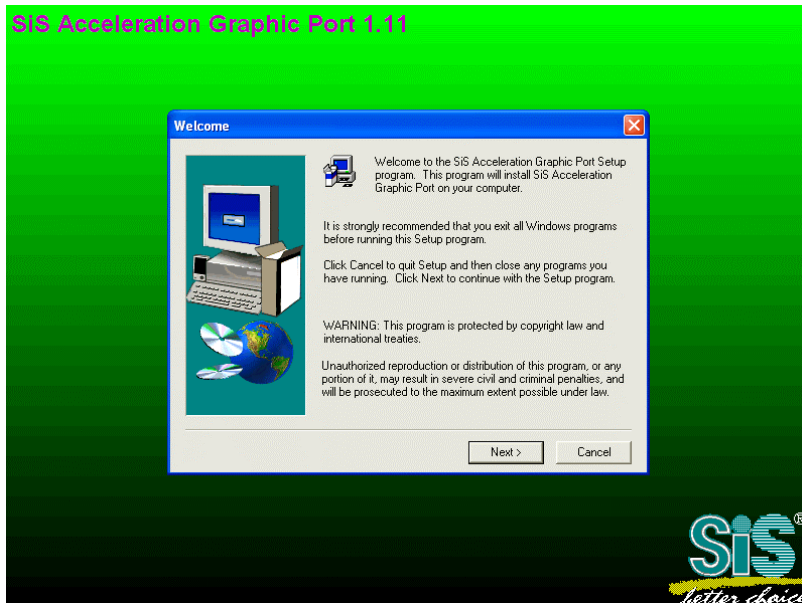 SiS Acceleration Graphic Port 1.11
Welcome
Welcome to the SiS Acceleration Graphic Port Setup
program. This program will install SiS Acceleration
Graphic Port on your computer.
It is strongly recommended that you exit all Windows programs
before running this Setup program.
Click Cancel to quit Setup and then close any programs you
have running. Click Next to continue with the Setup program.
WARNING: This program is protected by copyright law and
international treaties.
Unauthorized reproduction or distribution of this program, or any
portion of it, may result in severe civil and criminal penalties, and
will be prosecuted to the maximum extent possible under law.
Next >
Cancel
SiS®
better choice